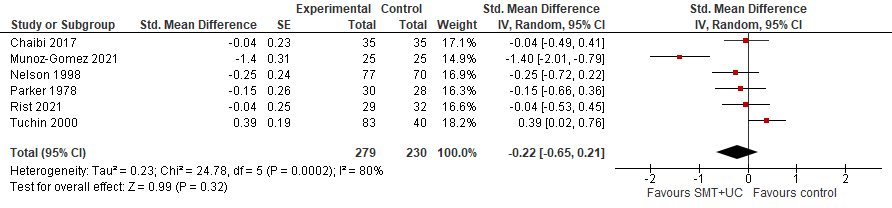 Experimental Control Std. Mean Difference Std. Mean Difference
Study or Subgroup Std. Mean Difference SE Total Total Weight IV, Random, 95% CI IV, Random, 95% CI
Chaibi 2017 -0.04 0.23 35 35 17.1% -0.04 [-0.49, 0.41]
Munoz-Gomez 2021 -1.4 0.31 25 25 14.9% -1.40 [-2.01, -0.79]
Nelson 1998 -0.25 0.24 77 70 16.7% -0.25 [-0.72, 0.22]
Parker 1978 -0.15 0.26 30 28 16.6% -0.15 [-0.66, 0.36]
Rist 2021 -0.04 0.25 29 32 16.4% -0.04 [-0.53, 0.45]
Tuchin 2000 0.39 0.19 83 40 18.2% 0.39 [0.02, 0.76]
Total (95% CI) 279 230 100.0% -0.22 [-0.65, 0.21]
Heterogeneity: Tau² = 0.23; Chi² = 24.78, df = 5 (P = 0.0002); I² = 80%
Test for overall effect: Z = 0.99 (P = 0.32)
-2 -1 0 1 2
Favours SMT+UC Favours control